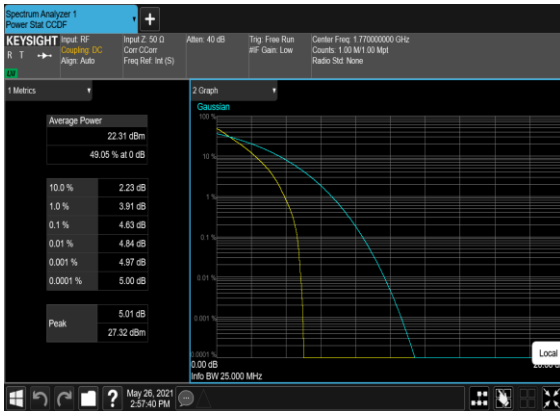 Spectrum Analyzer 1
Power Stat CCDF
KEYSIGHT
R T
LXI
Input: RF
Coupling: DC
Align: Auto
Input Z: 50 Ω
Corr CCorr
Freq Ref: Int (S)
Atten: 40 dB
Trig: Free Run
#IF Gain: Low
Center Freq: 1.770000000 GHz
Counts: 1.00 M/1.00 Mpt
Radio Std: None
1 Metrics
Average Power
22.31 dBm
49.05 % at 0 dB
10.0 % 2.23 dB
1.0 % 3.91 dB
0.1 % 4.63 dB
0.01 % 4.84 dB
0.001 % 4.97 dB
0.0001 % 5.00 dB
Peak
5.01 dB
27.32 dBm
2 Graph
Gaussian
100 %
10 %
1 %
0.1 %
0.01 %
0.001 %
0.0001 %
0.00 dB
Info BW 25.000 MHz
Local
May 26, 2021
2:57:40 PM